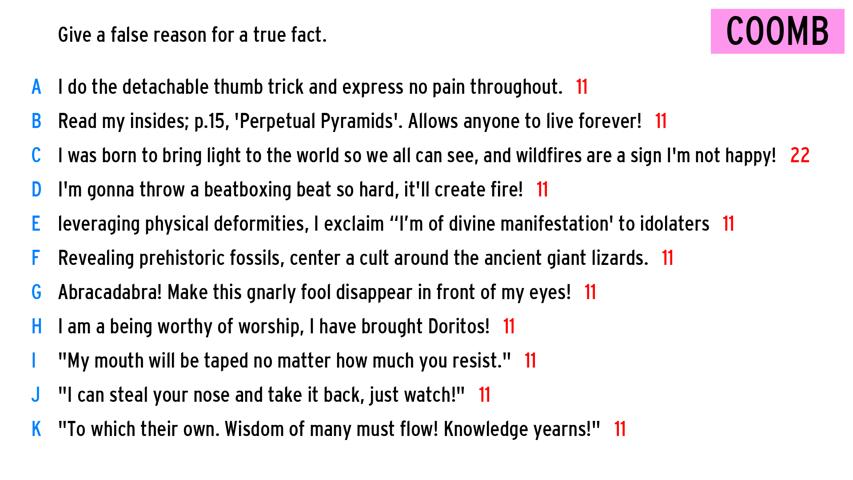 Give a false reason for a true fact.
COOMB
A I do the detachable thumb trick and express no pain throughout. 11
B Read my insides; p.15, 'Perpetual Pyramids'. Allows anyone to live forever! 11
C I was born to bring light to the world so we all can see, and wildfires are a sign I'm not happy! 22
D I'm gonna throw a beatboxing beat so hard, it'll create fire! 11
E leveraging physical deformities, I exclaim “I'm of divine manifestation' to idolaters 11
F Revealing prehistoric fossils, center a cult around the ancient giant lizards. 11
G Abracadabra! Make this gnarly fool disappear in front of my eyes! 11
H I am a being worthy of worship, I have brought Doritos! 11
I "My mouth will be taped no matter how much you resist." 11
J "I can steal your nose and take it back, just watch!" 11
K "To which their own. Wisdom of many must flow! Knowledge yearns!" 11